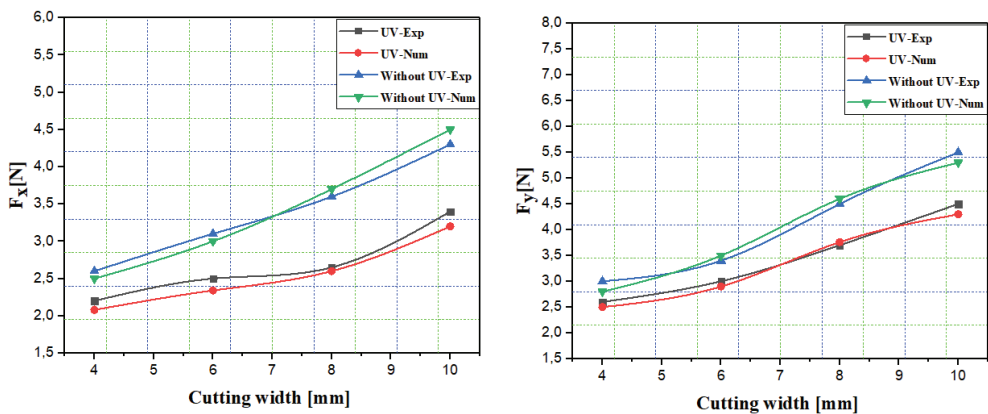 6,0
5,5
5,0
4,5
4,0
3,5
3,0
2,5
2,0
1,5
Fx[N]
4 5 6 7 8 9 10
Cutting width [mm]
UV-Exp
UV-Num
Without UV-Exp
Without UV-Num
8,0
7,5
7,0
6,5
6,0
5,5
5,0
4,5
4,0
3,5
3,0
2,5
2,0
1,5
Fy[N]
4 5 6 7 8 9 10
Cutting width [mm]
UV-Exp
UV-Num
Without UV-Exp
Without UV-Num